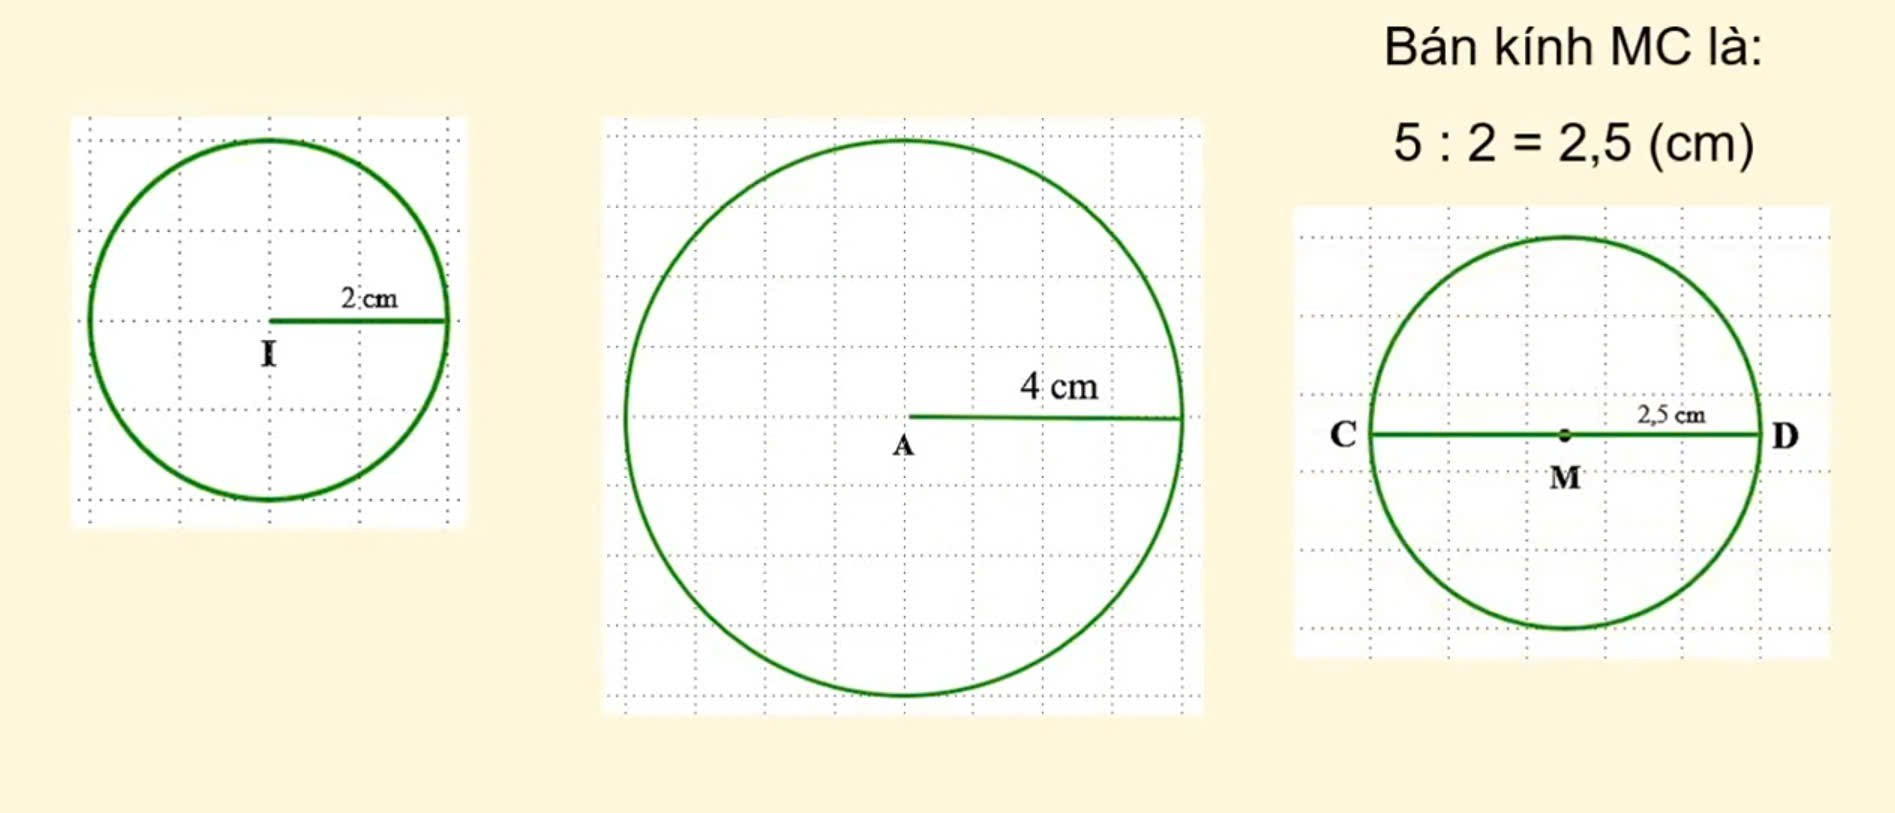 Bán kính MC là:
5 : 2 = 2,5 (cm)
2 cm
I
4 cm
A
2,5 cm
C
D
M